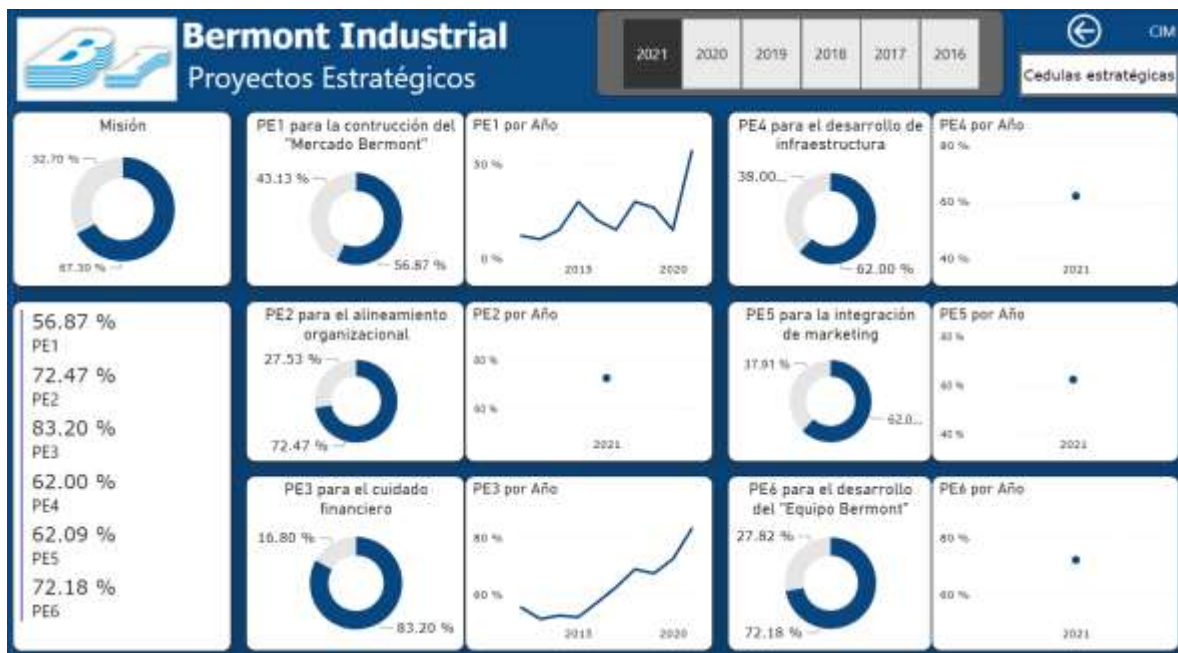 Bermont Industrial
Proyectos Estratégicos
2021
2020
2019
2018
2017
2016
CIM
Cedulas estratégicas
Misión
32.70 %
67.30 %
PE1 para la contrucción del
"Mercado Bermont"
43.13 %
56.87 %
PE1 por Año
50 %
0 %
2015
2020
PE4 para el desarrollo de
infraestructura
38.00...
62.00 %
PE4 por Año
80 %
60 %
40 %
2021
56.87 %
PE1
72.47 %
PE2
83.20 %
PE3
62.00 %
PE4
62.09 %
PE5
72.18 %
PE6
PE2 para el alineamiento
organizacional
27.53 %
72.47 %
PE2 por Año
80 %
60 %
2021
PE5 para la integración
de marketing
37.91 %
62.0...
PE5 por Año
80 %
60 %
40 %
2021
PE3 para el cuidado
financiero
16.80 %
83.20 %
PE3 por Año
80 %
60 %
2015
2020
PE6 para el desarrollo
del "Equipo Bermont"
27.82 %
72.18 %
PE6 por Año
80 %
60 %
2021